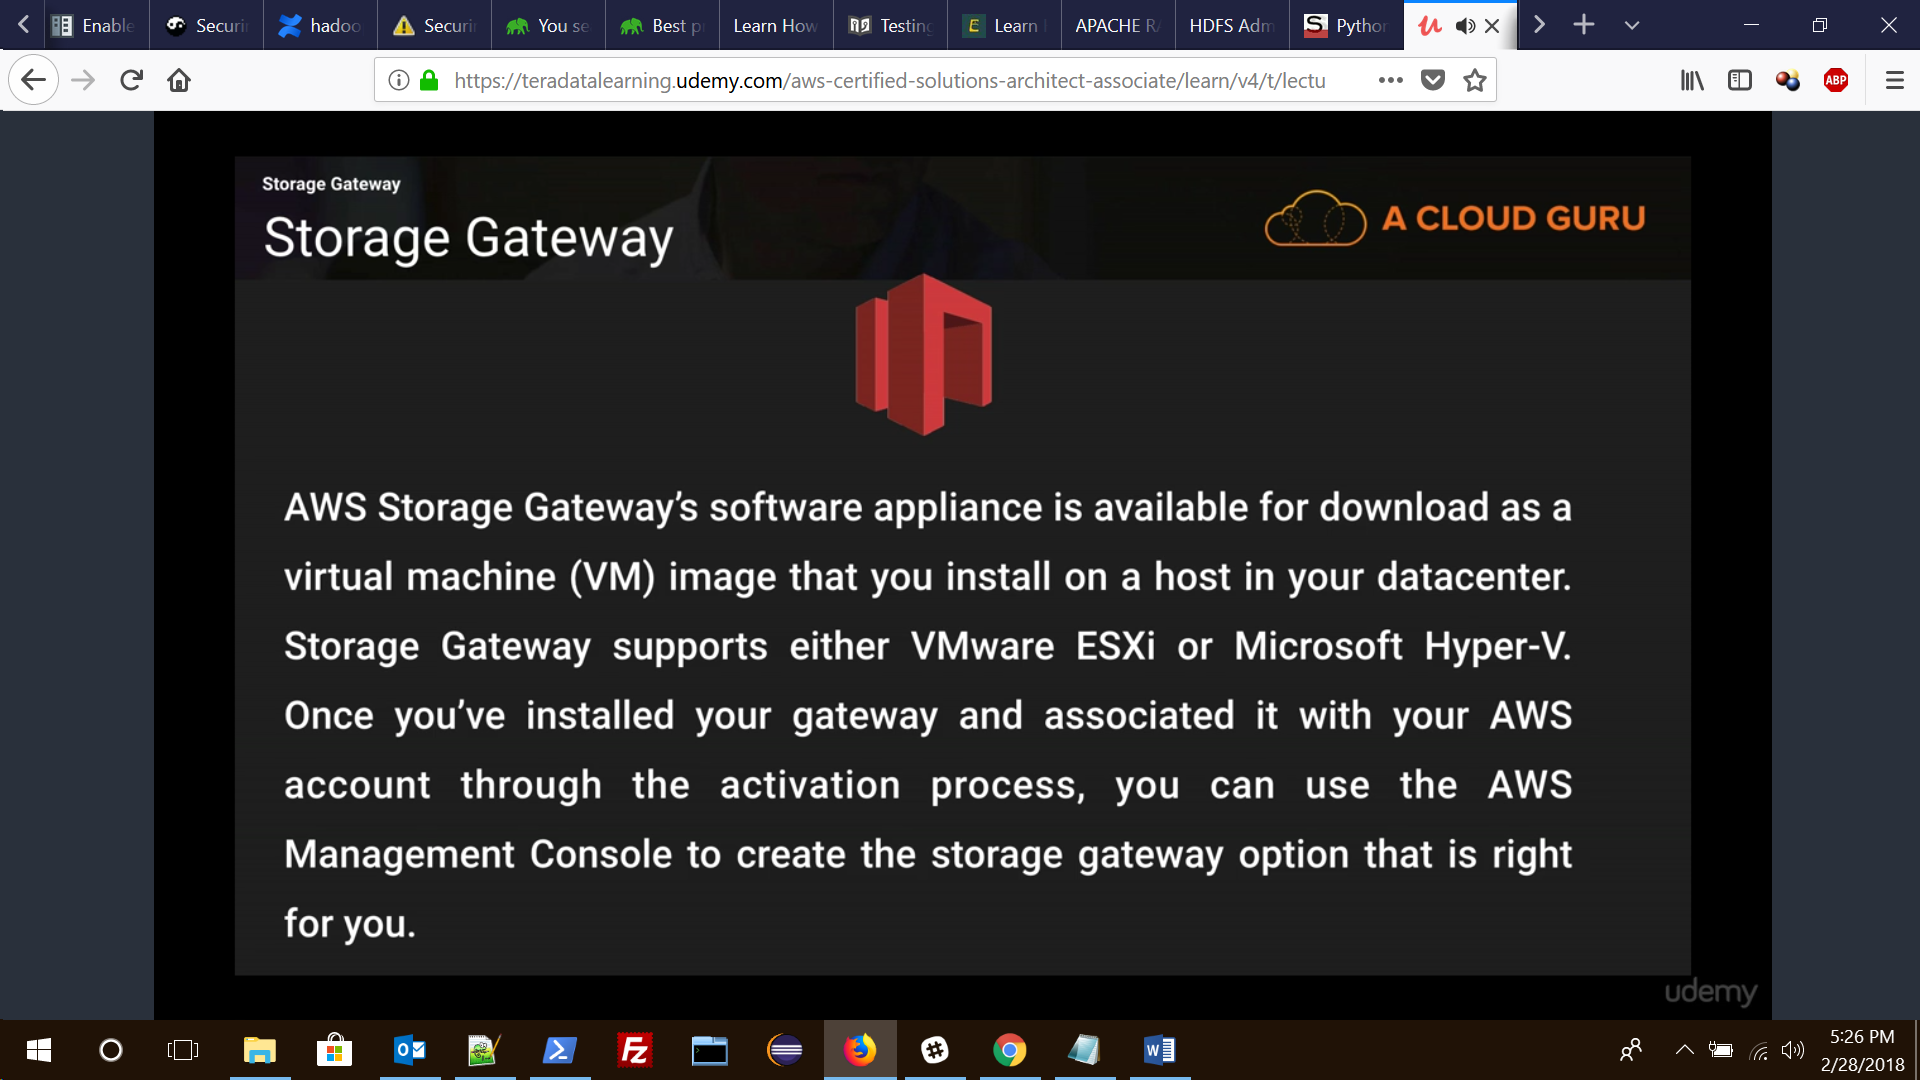 Enable
Securi
hadoo
Securi
You se
Best p
Learn How
Testing
E
Learn
APACHE R
HDFS Adm
S
Pytho
https://teradatalearning.udemy.com/aws-certified-solutions-architect-associate/learn/v4/t/lectu
ABP
Storage Gateway
Storage Gateway
A CLOUD GURU
AWS Storage Gateway’s software appliance is available for download as a
virtual machine (VM) image that you install on a host in your datacenter.
Storage Gateway supports either VMware ESXi or Microsoft Hyper-V.
Once you’ve installed your gateway and associated it with your AWS
account through the activation process, you can use the AWS
Management Console to create the storage gateway option that is right
for you.
udemy
5:26 PM
2/28/2018